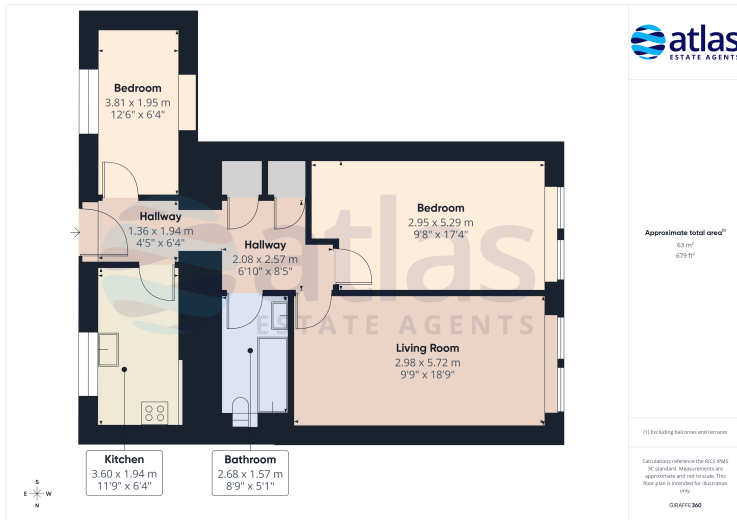 Bedroom
3.81 x 1.95 m
12'6" x 6'4"
Hallway
1.36 x 1.94 m
4'5" x 6'4"
Hallway
2.08 x 2.57 m
6'10" x 8'5"
Bedroom
2.95 x 5.29 m
9'8" x 17'4"
atlas
ESTATE AGENTS
Living Room
2.98 x 5.72 m
9'9" x 18'9"
Kitchen
3.60 x 1.94 m
11'9" x 6'4"
Bathroom
2.68 x 1.57 m
8'9" x 5'1"
S
E W
N
atlas
ESTATE AGENTS
Approximate total area⁽¹⁾
63 m²
679 ft²
(1) Excluding balconies and terraces
Calculations reference the RICS IPMS
3C standard. Measurements are
approximate and not to scale. This
floor plan is intended for illustration
only.
GIRAFFE360